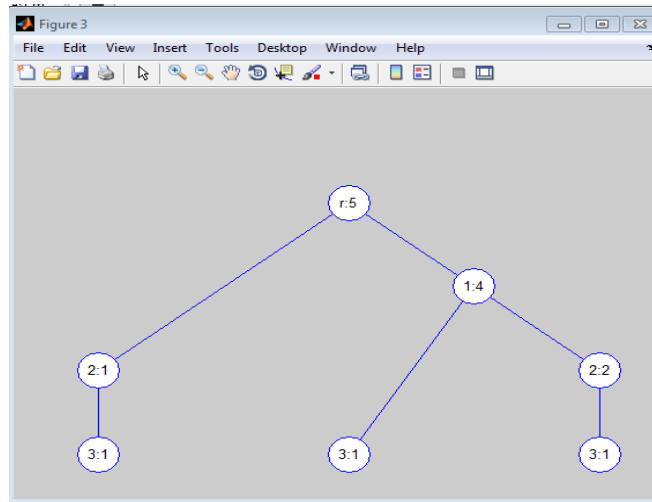 Figure 3
File Edit View Insert Tools Desktop Window Help
r:5
1:4
2:1 2:2
3:1 3:1 3:1